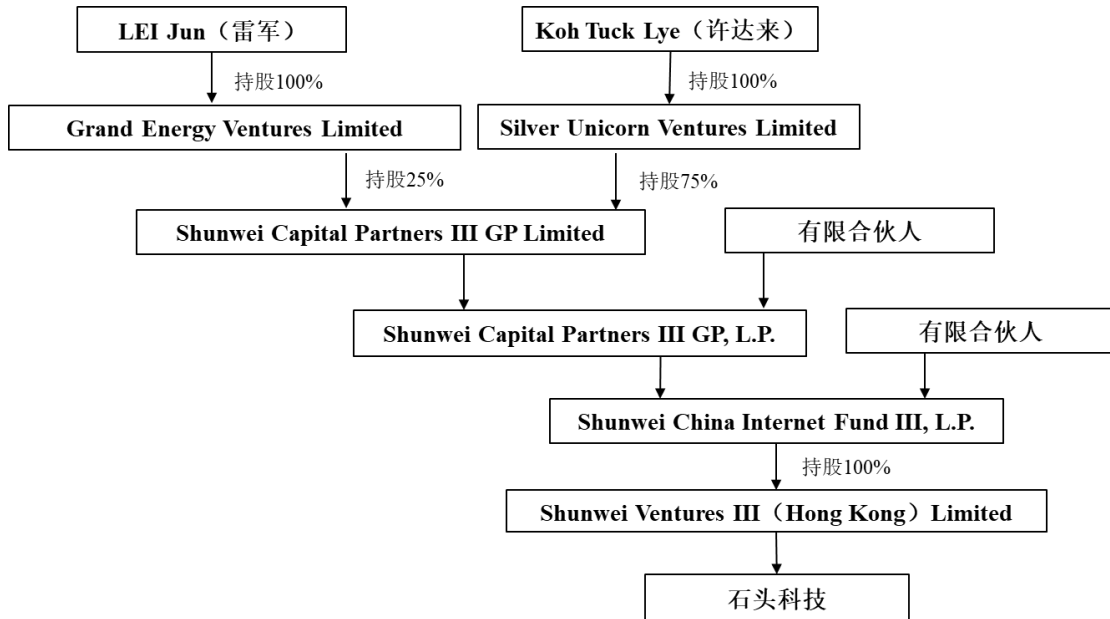 LEI Jun（雷军）
Koh Tuck Lye（许达来）
持股100%
持股100%
Grand Energy Ventures Limited
Silver Unicorn Ventures Limited
持股25%
持股75%
Shunwei Capital Partners III GP Limited
有限合伙人
Shunwei Capital Partners III GP, L.P.
有限合伙人
Shunwei China Internet Fund III, L.P.
持股100%
Shunwei Ventures III（Hong Kong）Limited
石头科技